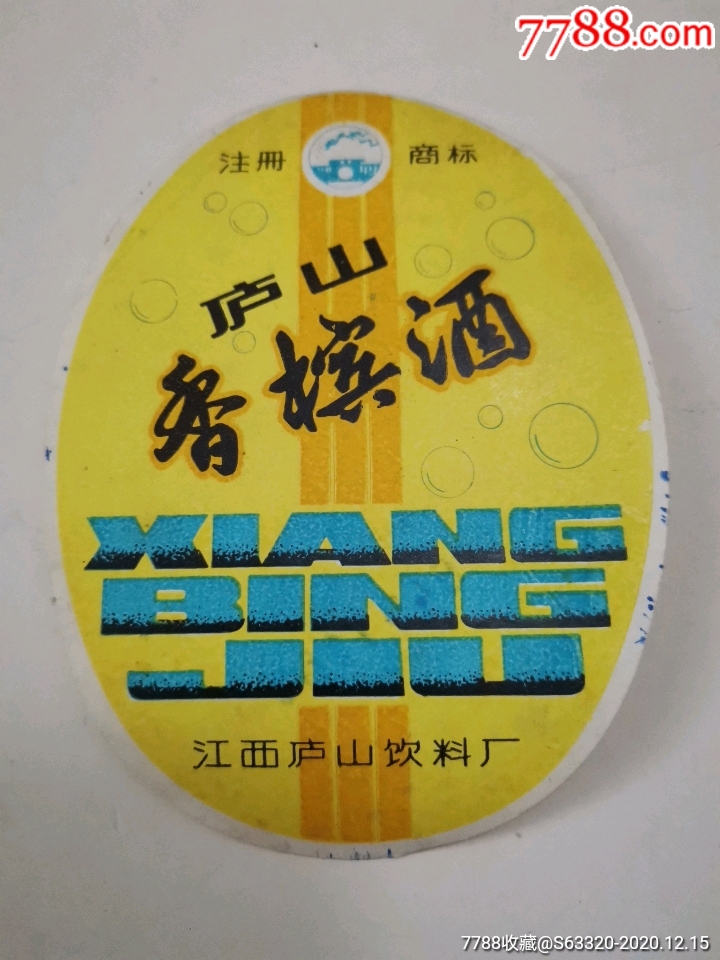 7788.com
注册 商标
庐山
香槟酒
XIANG
BING
JIU
江西庐山饮料厂
7788收藏@S63320-2020.12.15